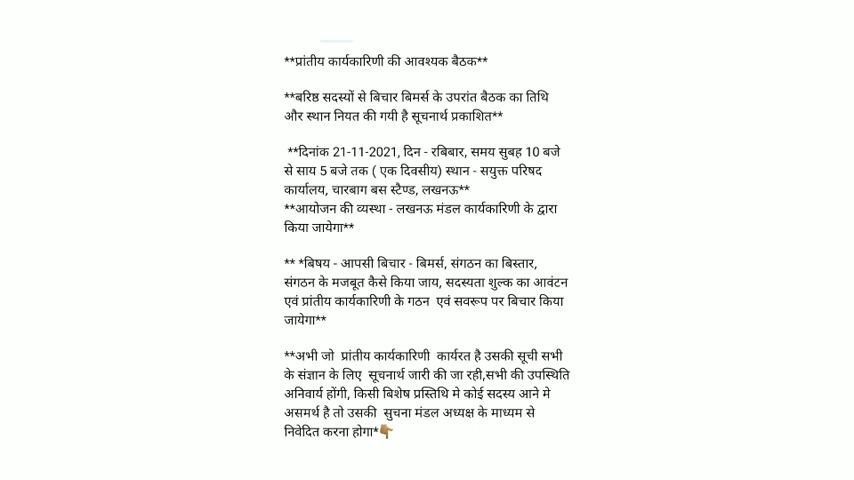 **प्रांतीय कार्यकारिणी की आवश्यक बैठक**
**बरिष्ठ सदस्यों से बिचार बिमर्स के उपरांत बैठक का तिथि
और स्थान नियत की गयी है सूचनार्थ प्रकाशित**
**दिनांक 21-11-2021, दिन - रबिबार, समय सुबह 10 बजे
से साय 5 बजे तक ( एक दिवसीय) स्थान - सयुक्त परिषद
कार्यालय, चारबाग बस स्टैण्ड, लखनऊ**
**आयोजन की व्यस्था - लखनऊ मंडल कार्यकारिणी के द्वारा
किया जायेगा**
** *बिषय - आपसी बिचार - बिमर्स, संगठन का बिस्तार,
संगठन के मजबूत कैसे किया जाय, सदस्यता शुल्क का आवंटन
एवं प्रांतीय कार्यकारिणी के गठन एवं सवरूप पर बिचार किया
जायेगा**
**अभी जो प्रांतीय कार्यकारिणी कार्यरत है उसकी सूची सभी
के संज्ञान के लिए सूचनार्थ जारी की जा रही,सभी की उपस्थिति
अनिवार्य होंगी, किसी बिशेष प्रस्तिथि मे कोई सदस्य आने मे
असमर्थ है तो उसकी सुचना मंडल अध्यक्ष के माध्यम से
निवेदित करना होगा*👇🏽